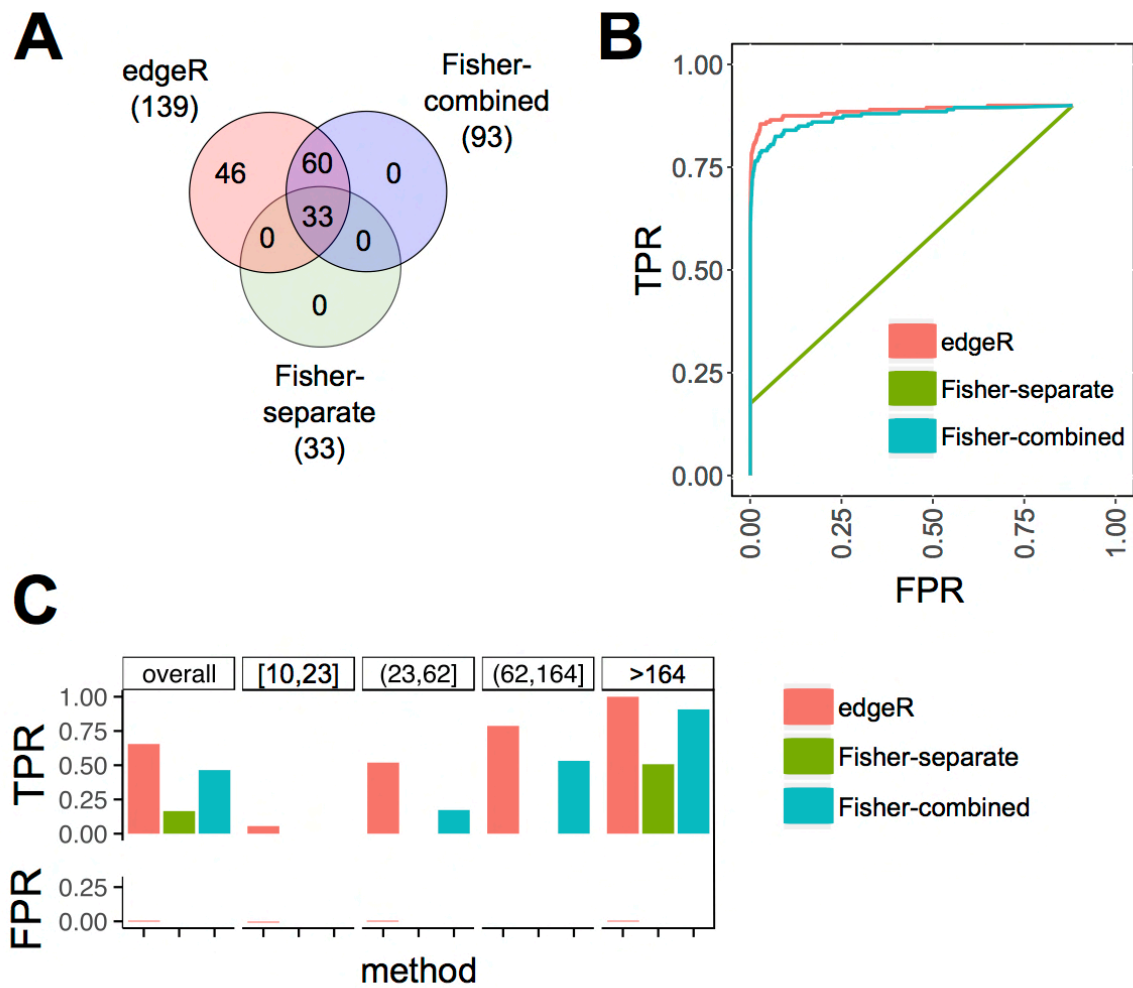 A
edgeR
(139)
Fisher-
combined
(93)
46
60
0
33
0
0
0
Fisher-
separate
(33)
B
1.00
0.75
0.50
0.25
0.00
TPR
edgeR
Fisher-separate
Fisher-combined
0.00
0.25
0.50
0.75
1.00
FPR
C
overall
[10,23]
(23,62]
(62,164]
>164
1.00
0.75
0.50
0.25
0.00
TPR
0.25
0.00
FPR
method
edgeR
Fisher-separate
Fisher-combined